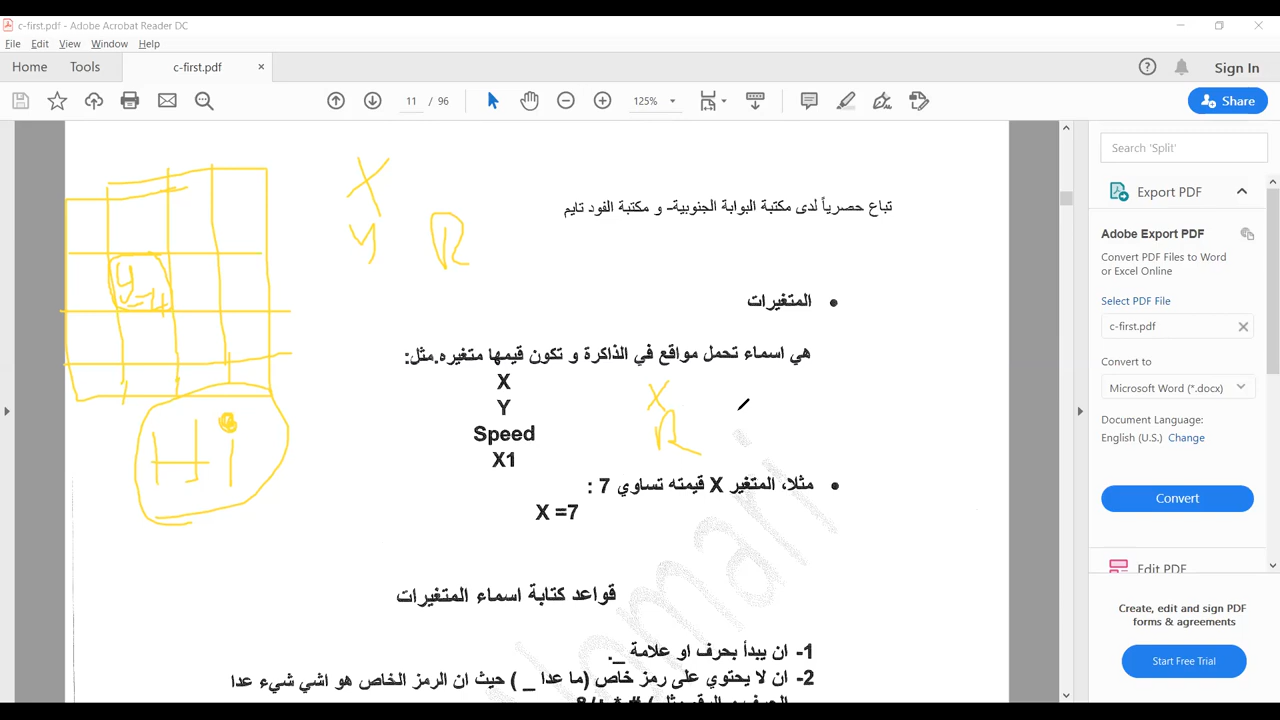 c-first.pdf - Adobe Acrobat Reader DC
File Edit View Window Help
Home Tools c-first.pdf × Sign In
11 / 96 125% Share
Search 'Split'
Export PDF
Adobe Export PDF
Convert PDF Files to Word
or Excel Online
Select PDF File
c-first.pdf
Convert to
Microsoft Word (*.docx)
Document Language:
English (U.S.) Change
Convert
Edit PDF
Create, edit and sign PDF
forms & agreements
Start Free Trial
X
y R
y=7
Hi
تباع حصرياً لدى مكتبة البوابة الجنوبية- و مكتبة الفود تايم
• المتغيرات
هي اسماء تحمل مواقع في الذاكرة و تكون قيمها متغيره.مثل:
X
Y
Speed
X1
X
R
• مثلا، المتغير X قيمته تساوي 7 :
X =7
قواعد كتابة اسماء المتغيرات
1- ان يبدأ بحرف او علامة _.
2- ان لا يحتوي على رمز خاص (ما عدا _ ) حيث ان الرمز الخاص هو اشي شيء عدا